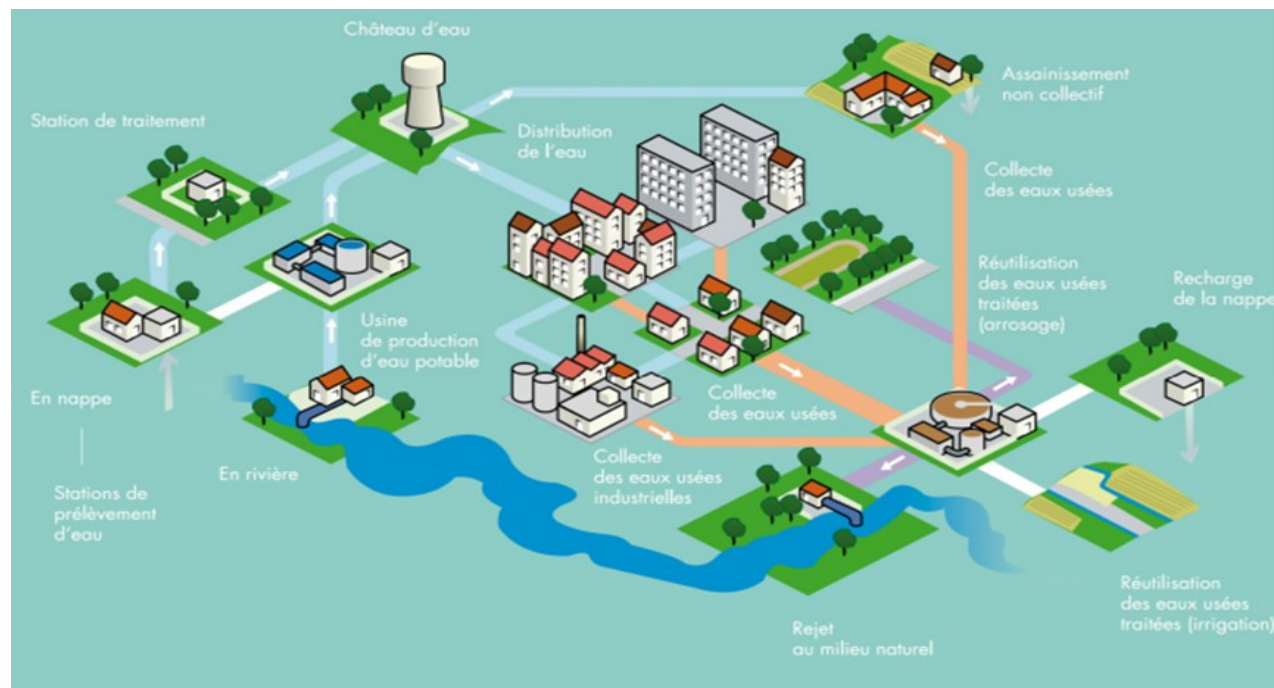 Château d'eau
Station de traitement
Distribution
de l'eau
Assainissement
non collectif
Collecte
des eaux usées
Réutilisation
des eaux usées
traitées
(arrosage)
Recharge
de la nappe
Usine
de production
d'eau potable
En nappe
En rivière
Stations de
prélèvement
d'eau
Collecte
des eaux usées
Collecte
des eaux usées
industrielles
Rejet
au milieu naturel
Réutilisation
des eaux usées
traitées (irrigation)